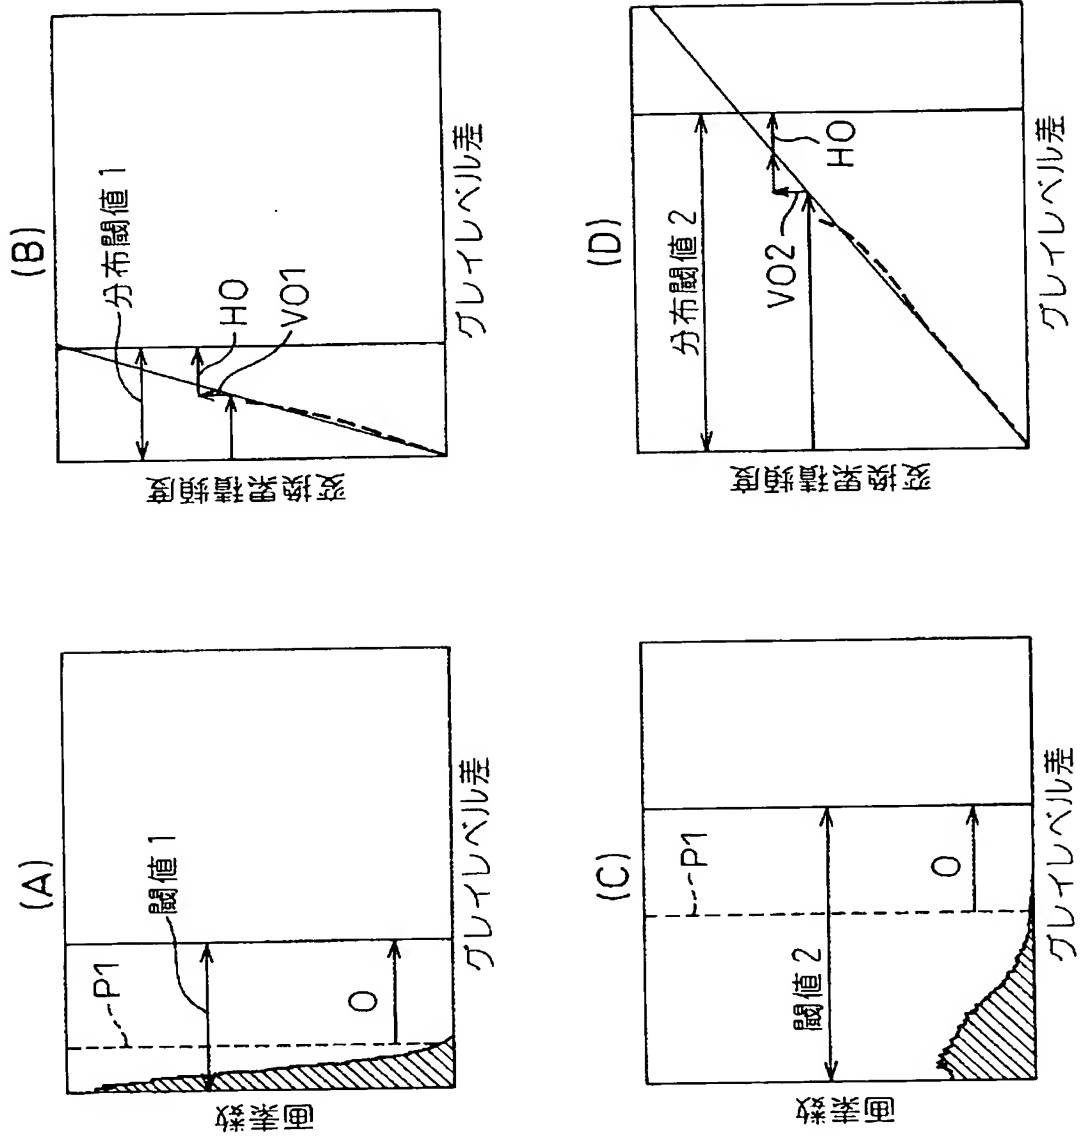 (A)
閾値1
P1
O
画素数
グレイレベル差
(B)
分布閾値1
HO
VO1
変換累積頻度
グレイレベル差
(C)
P1
閾値2
O
画素数
グレイレベル差
(D)
分布閾値2
VO2
HO
変換累積頻度
グレイレベル差